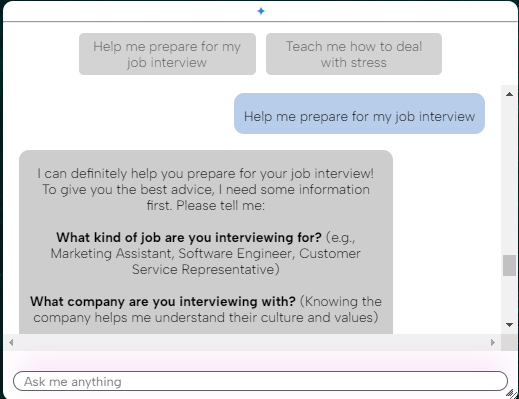 Help me prepare for my
job interview
Teach me how to deal
with stress
Help me prepare for my job interview
I can definitely help you prepare for your job interview!
To give you the best advice, I need some information
first. Please tell me:
What kind of job are you interviewing for? (e.g.,
Marketing Assistant, Software Engineer, Customer
Service Representative)
What company are you interviewing with? (Knowing the
company helps me understand their culture and values)
Ask me anything